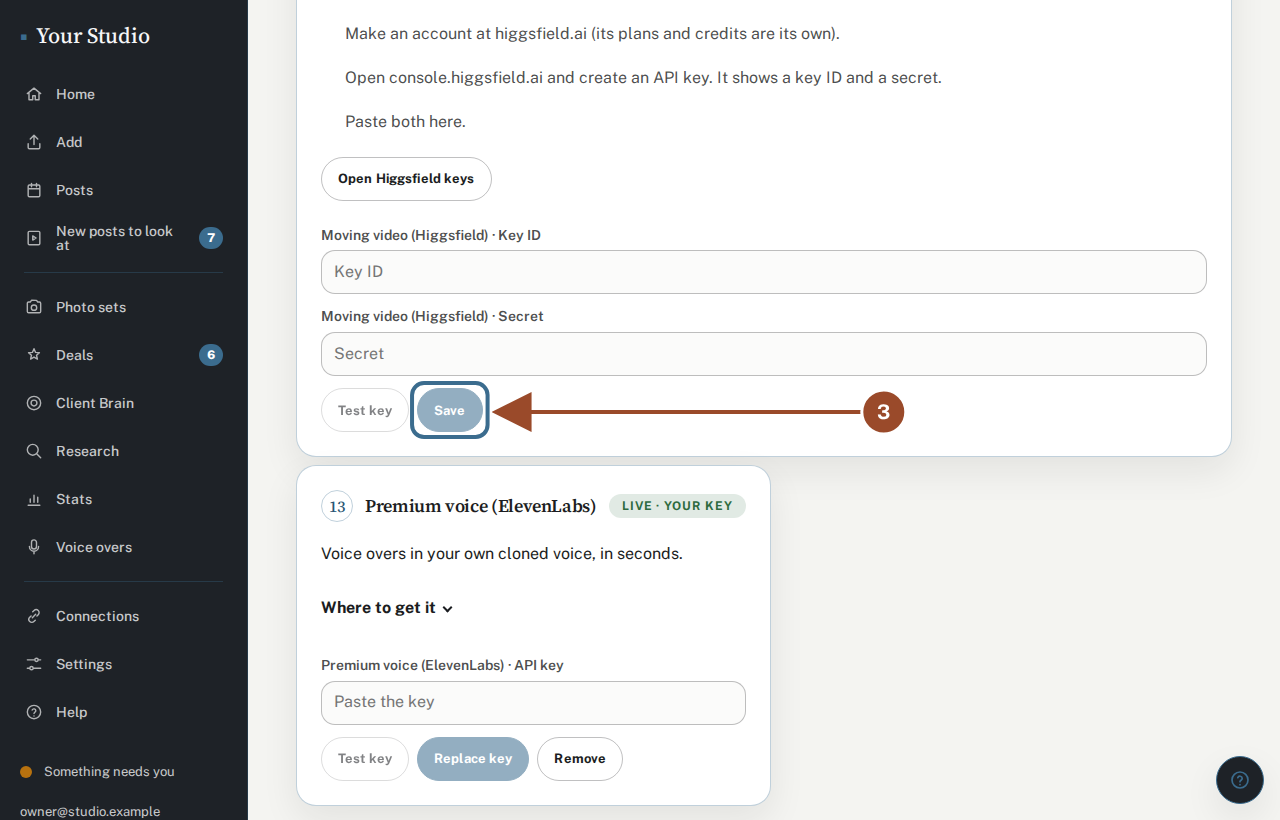 Your Studio
Home
Add
Posts
New posts to look
at
7
Photo sets
Deals
6
Client Brain
Research
Stats
Voice overs
Connections
Settings
Help
Something needs you
owner@studio.example
Make an account at higgsfield.ai (its plans and credits are its own).
Open console.higgsfield.ai and create an API key. It shows a key ID and a secret.
Paste both here.
Open Higgsfield keys
Moving video (Higgsfield) · Key ID
Key ID
Moving video (Higgsfield) · Secret
Secret
Test key
Save
3
13
Premium voice (ElevenLabs)
LIVE · YOUR KEY
Voice overs in your own cloned voice, in seconds.
Where to get it
Premium voice (ElevenLabs) · API key
Paste the key
Test key
Replace key
Remove